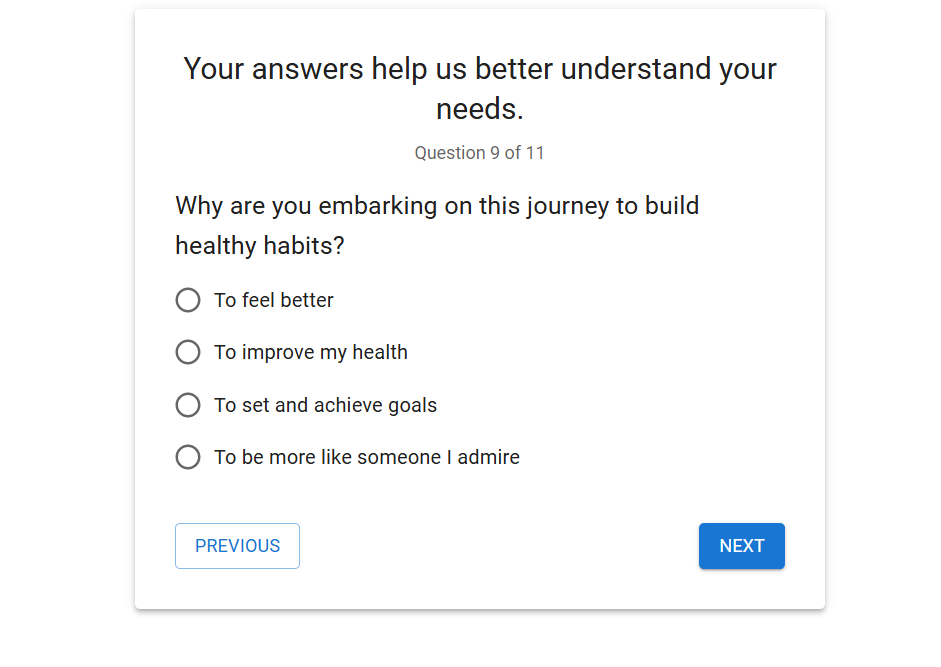 Your answers help us better understand your
needs.
Question 9 of 11
Why are you embarking on this journey to build
healthy habits?
To feel better
To improve my health
To set and achieve goals
To be more like someone I admire
PREVIOUS
NEXT